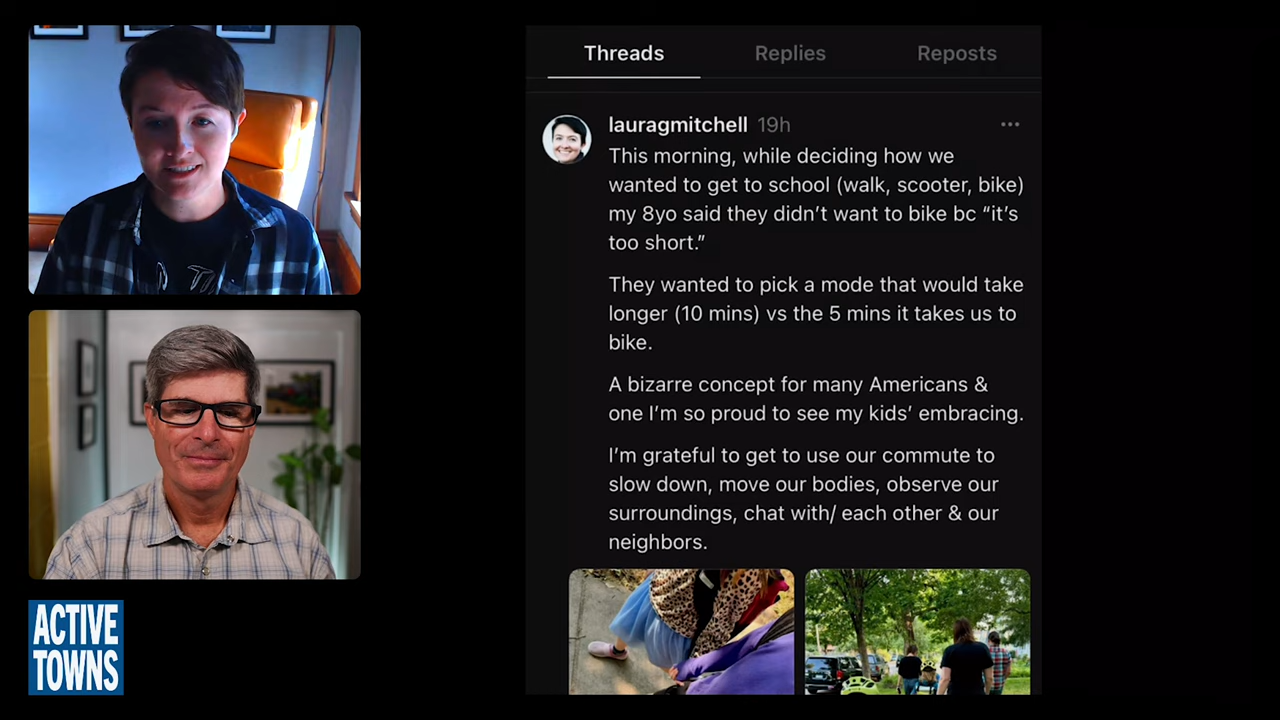 Threads Replies Reposts
lauragmitchell 19h
This morning, while deciding how we
wanted to get to school (walk, scooter, bike)
my 8yo said they didn’t want to bike bc “it’s
too short.”
They wanted to pick a mode that would take
longer (10 mins) vs the 5 mins it takes us to
bike.
A bizarre concept for many Americans &
one I’m so proud to see my kids’ embracing.
I’m grateful to get to use our commute to
slow down, move our bodies, observe our
surroundings, chat with/ each other & our
neighbors.
ACTIVE
TOWNS